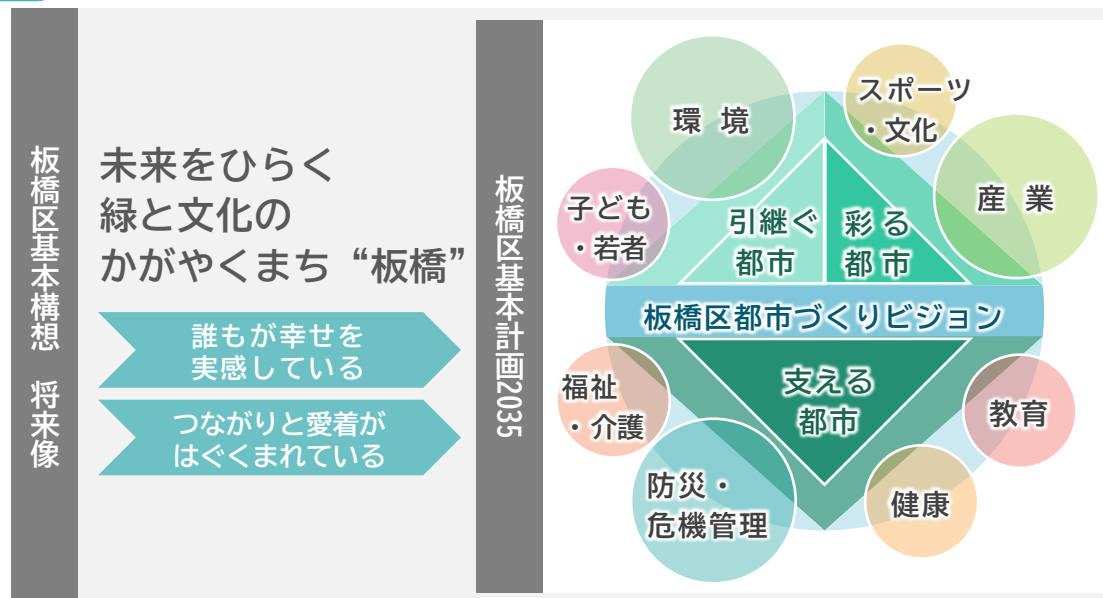 板橋区基本構想 将来像
未来をひらく
緑と文化の
かがやくまち“板橋”
誰もが幸せを
実感している
つながりと愛着が
はぐくまれている
板橋区基本計画2035
環 境
スポーツ
・文化
子ども
・若者
産 業
引継ぐ
都市
彩る
都市
板橋区都市づくりビジョン
支える
都市
福祉
・介護
教育
防災・
危機管理
健康